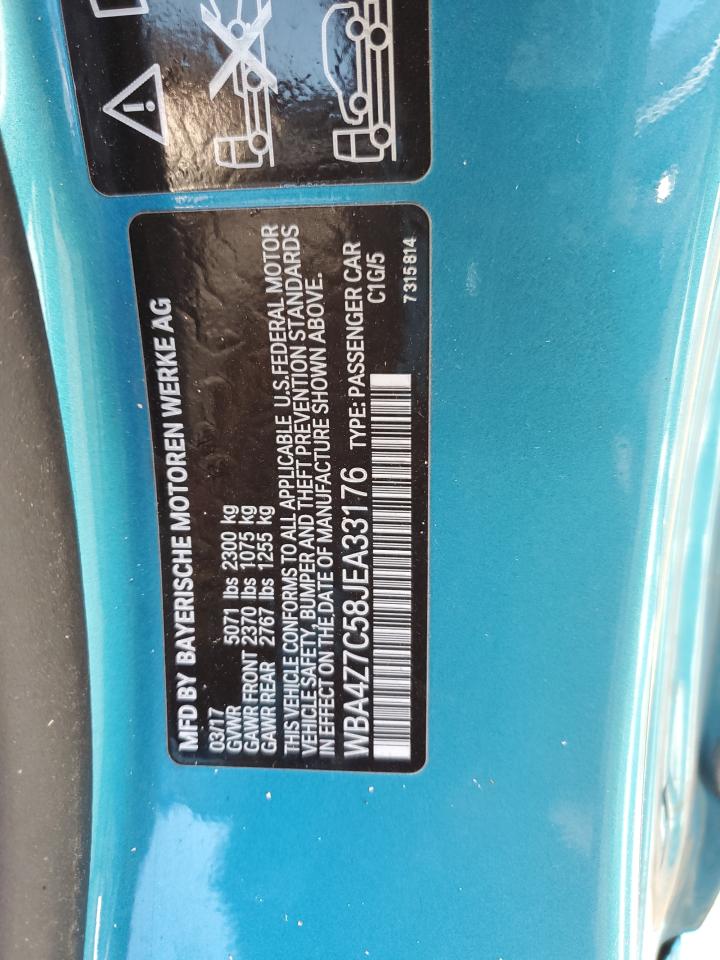 MFD BY BAYERISCHE MOTOREN WERKE AG
03/17
GVWR 5071 lbs 2300 kg
GAWR FRONT 2370 lbs 1075 kg
GAWR REAR 2767 lbs 1255 kg
THIS VEHICLE CONFORMS TO ALL APPLICABLE U.S.FEDERAL MOTOR
VEHICLE SAFETY, BUMPER AND THEFT PREVENTION STANDARDS
IN EFFECT ON THE DATE OF MANUFACTURE SHOWN ABOVE.
WBA4Z7C58JEA33176 TYPE: PASSENGER CAR
C1G/5
7315814